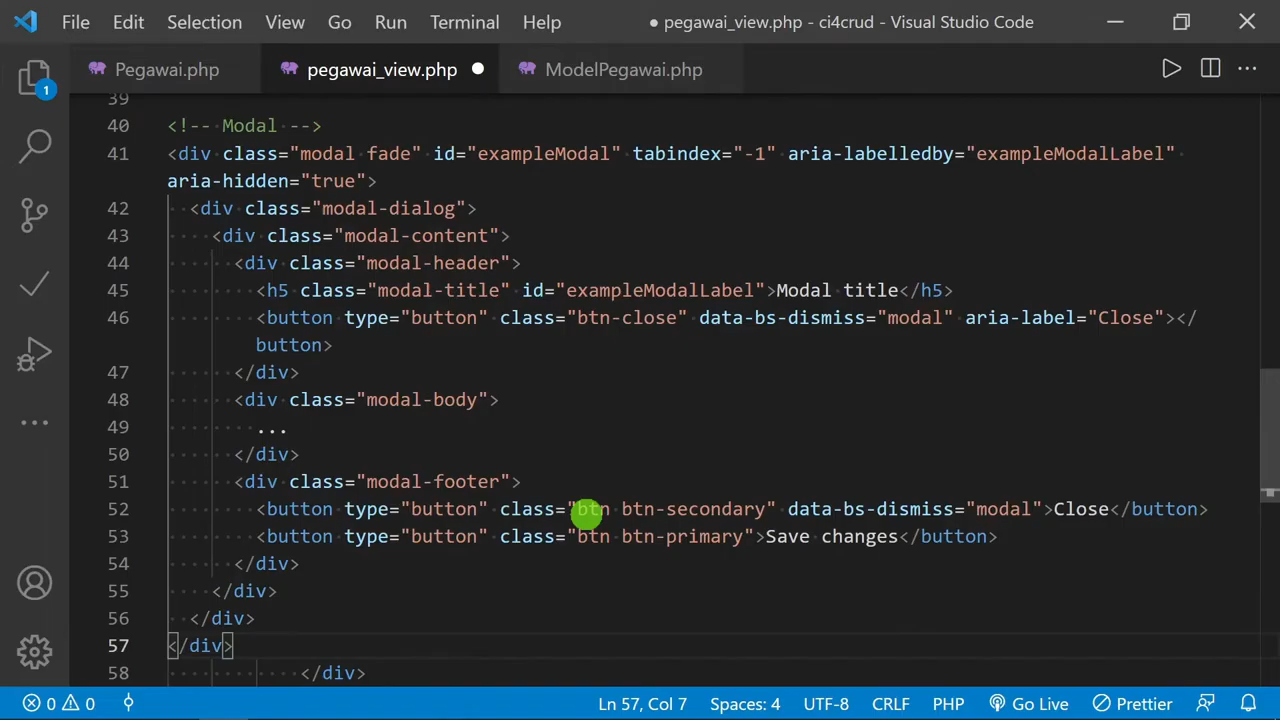 File Edit Selection View Go Run Terminal Help ● pegawai_view.php - ci4crud - Visual Studio Code
Pegawai.php pegawai_view.php ModelPegawai.php
1
39
40 <!-- Modal -->
41 <div class="modal fade" id="exampleModal" tabindex="-1" aria-labelledby="exampleModalLabel"
aria-hidden="true">
42 <div class="modal-dialog">
43 <div class="modal-content">
44 <div class="modal-header">
45 <h5 class="modal-title" id="exampleModalLabel">Modal title</h5>
46 <button type="button" class="btn-close" data-bs-dismiss="modal" aria-label="Close"></
button>
47 </div>
48 <div class="modal-body">
49 ...
50 </div>
51 <div class="modal-footer">
52 <button type="button" class="btn btn-secondary" data-bs-dismiss="modal">Close</button>
53 <button type="button" class="btn btn-primary">Save changes</button>
54 </div>
55 </div>
56 </div>
57 </div>
58 </div>
0 0 Ln 57, Col 7 Spaces: 4 UTF-8 CRLF PHP Go Live Prettier